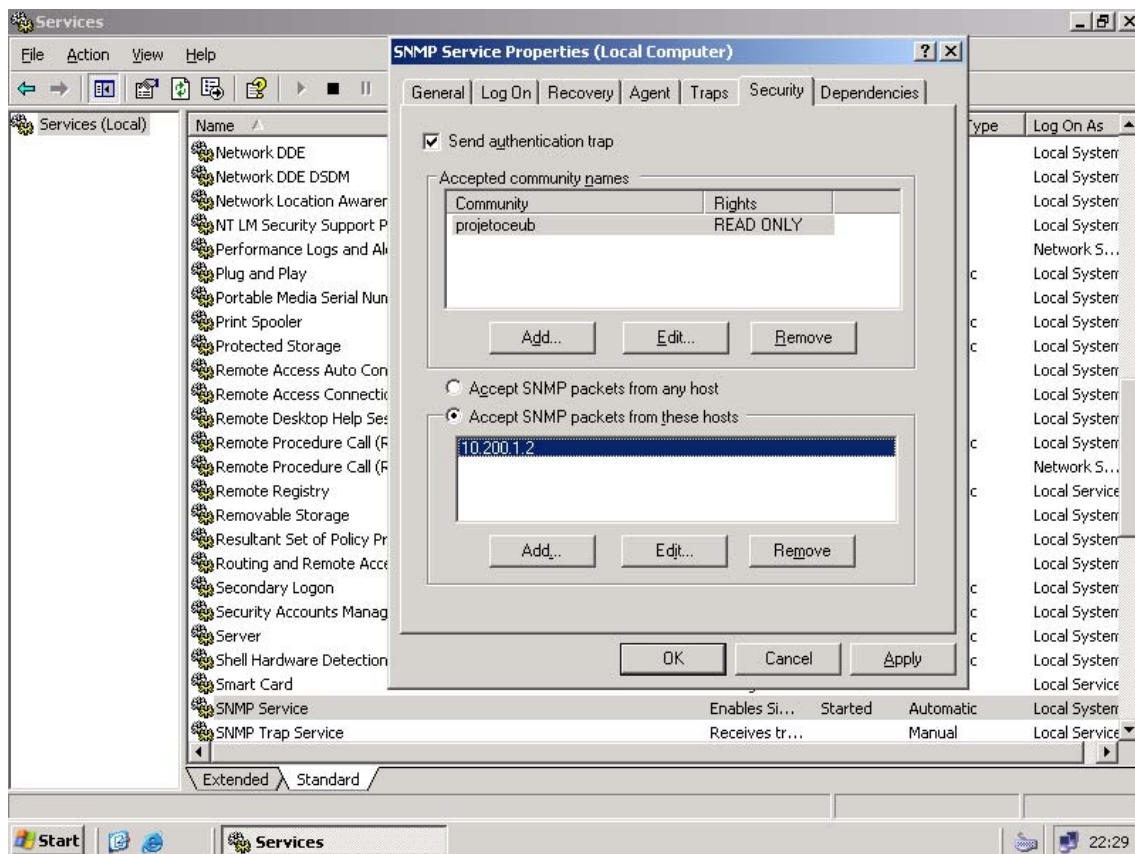 Services
File Action View Help
SNMP Service Properties (Local Computer)
General Log On Recovery Agent Traps Security Dependencies
Send authentication trap
Accepted community names
Community Rights
projetoceub READ ONLY
Add... Edit... Remove
Accept SNMP packets from any host
Accept SNMP packets from these hosts
10.200.1.2
Add... Edit... Remove
OK Cancel Apply
Services (Local)
Name Type Log On As
Network DDE Local System
Network DDE DSDM Local System
Network Location Awarer Local System
NT LM Security Support P Local System
Performance Logs and Al Network S...
Plug and Play c Local System
Portable Media Serial Num Local System
Print Spooler c Local System
Protected Storage c Local System
Remote Access Auto Con Local System
Remote Access Connectic Local System
Remote Desktop Help Ses Local System
Remote Procedure Call (R c Local System
Remote Procedure Call (R Network S...
Remote Registry c Local Service
Removable Storage Local System
Resultant Set of Policy Pr Local System
Routing and Remote Acce Local System
Secondary Logon c Local System
Security Accounts Manag c Local System
Server c Local System
Shell Hardware Detection c Local System
Smart Card Local Service
SNMP Service Enables Si... Started Automatic Local System
SNMP Trap Service Receives tr... Manual Local Service
Extended Standard
Start Services 22:29